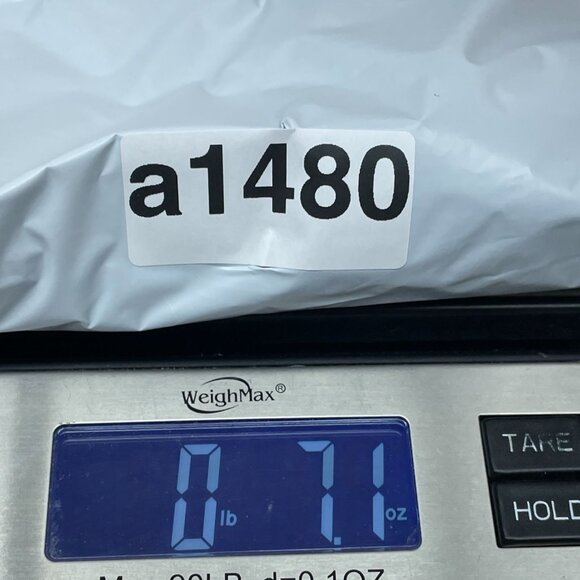 a1480
WeighMax®
0 lb 7.1 oz
TARE
HOLD